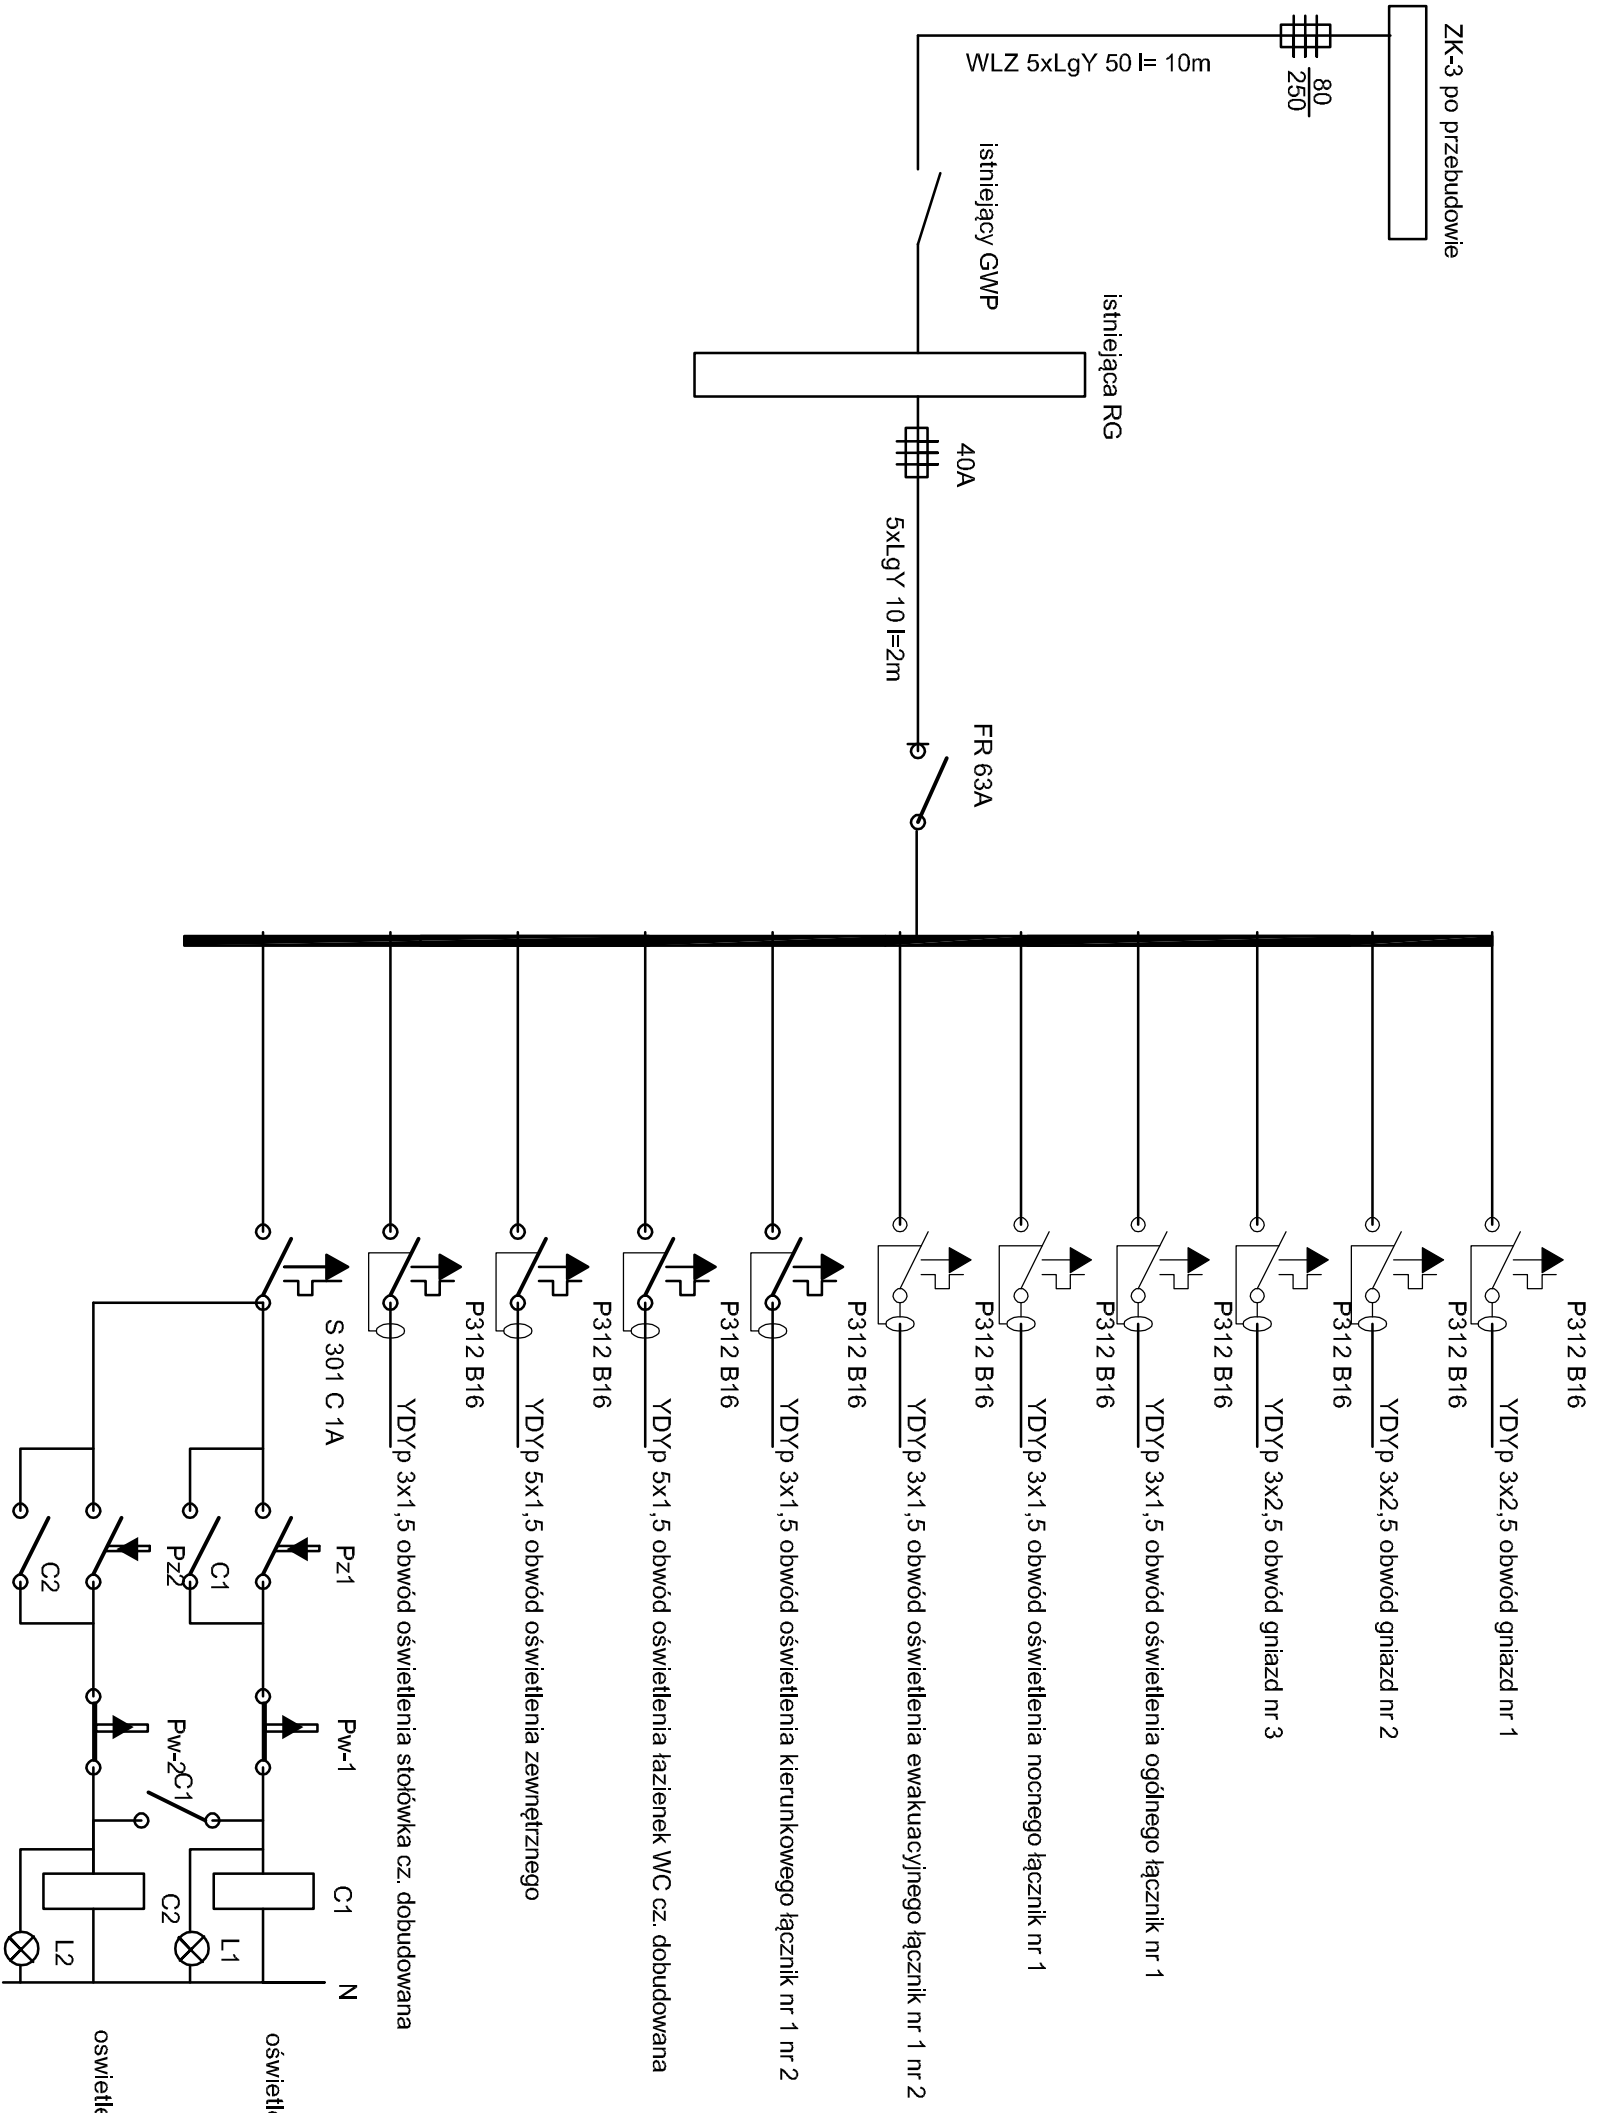 ZK-3 po przebudowie
80
250
WLZ 5xLgY 50 l= 10m
istniejący GWP
istniejąca RG
40A
5xLgY 10 l=2m
FR 63A
P312 B16
YDYp 3x2,5 obwód gniazd nr 1
P312 B16
YDYp 3x2,5 obwód gniazd nr 2
P312 B16
YDYp 3x2,5 obwód gniazd nr 3
P312 B16
YDYp 3x1,5 obwód oświetlenia ogólnego łącznik nr 1
P312 B16
YDYp 3x1,5 obwód oświetlenia nocnego łącznik nr 1
P312 B16
YDYp 3x1,5 obwód oświetlenia ewakuacyjnego łącznik nr 1 nr 2
P312 B16
YDYp 3x1,5 obwód oświetlenia kierunkowego łącznik nr 1 nr 2
P312 B16
YDYp 5x1,5 obwód oświetlenia łazienek WC cz. dobudowana
P312 B16
YDYp 5x1,5 obwód oświetlenia zewnętrznego
P312 B16
YDYp 3x1,5 obwód oświetlenia stołówka cz. dobudowana
S 301 C 1A
Pz1
Pw-1
C1
N
C1
L1
Pz2
Pw-2
C1
C2
C2
L2